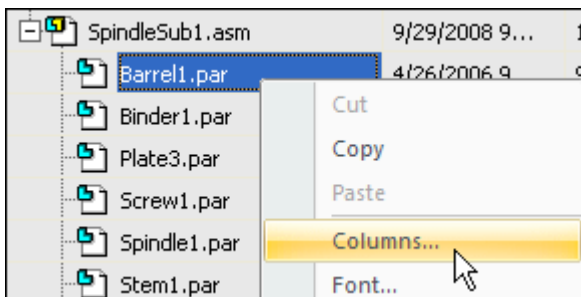 SpindleSub1.asm 9/29/2008 9...
Barrel1.par 4/26/2006 9
Cut
Binder1.par
Copy
Plate3.par
Paste
Screw1.par
Columns...
Spindle1.par
Font...
Stem1.par